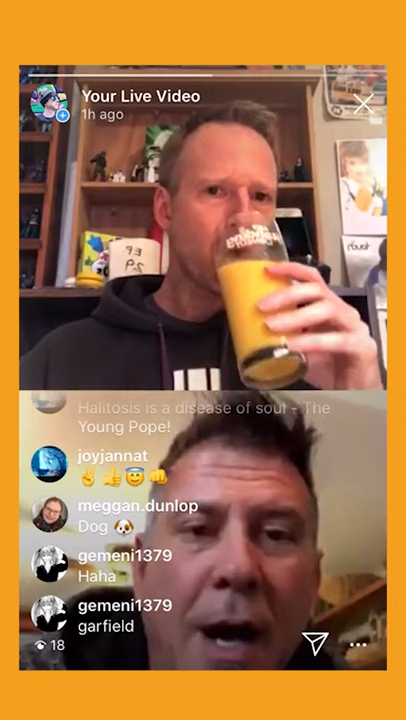 Your Live Video
1h ago
Halitosis is a disease of soul - The
Young Pope!
joyjannat
✌️👍😇👊
meggan.dunlop
Dog 🐶
gemeni1379
Haha
gemeni1379
garfield
18